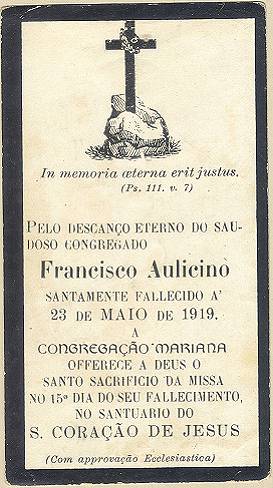 In memoria æterna erit justus.
(Ps. III. v. 7)
PELO DESCANÇO ETERNO DO SAU-
DOSO CONGREGADO
Francisco Aulicino
SANTAMENTE FALLECIDO A'
23 DE MAIO DE 1919.
A
CONGREGAÇÃO MARIANA
OFFERECE A DEUS O
SANTO SACRIFICIO DA MISSA
NO 15º DIA DO SEU FALLECIMENTO,
NO SANTUARIO DO
S. CORAÇÃO DE JESUS
(Com approvação Ecclesiastica)